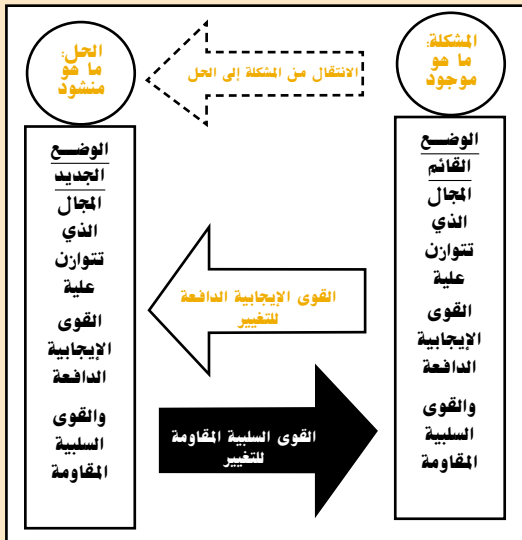 المشكلة:
ما هو
موجود
الانتقال من المشكلة إلى الحل
الحل:
ما هو
منشود
الوضـــع
القائم
المجال
الذي
تتوازن
علية
القوى
الإيجابية
الدافعة
والقوى
السلبية
المقاومة
القوى الإيجابية الدافعة
للتغيير
القوى السلبية المقاومة
للتغيير
الوضـــع
الجديد
المجال
الذي
تتوازن
علية
القوى
الإيجابية
الدافعة
والقوى
السلبية
المقاومة